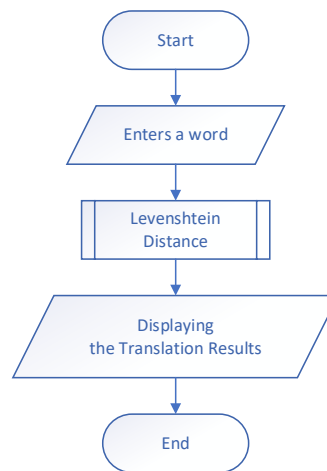 Start
Enters a word
Levenshtein
Distance
Displaying
the Translation Results
End